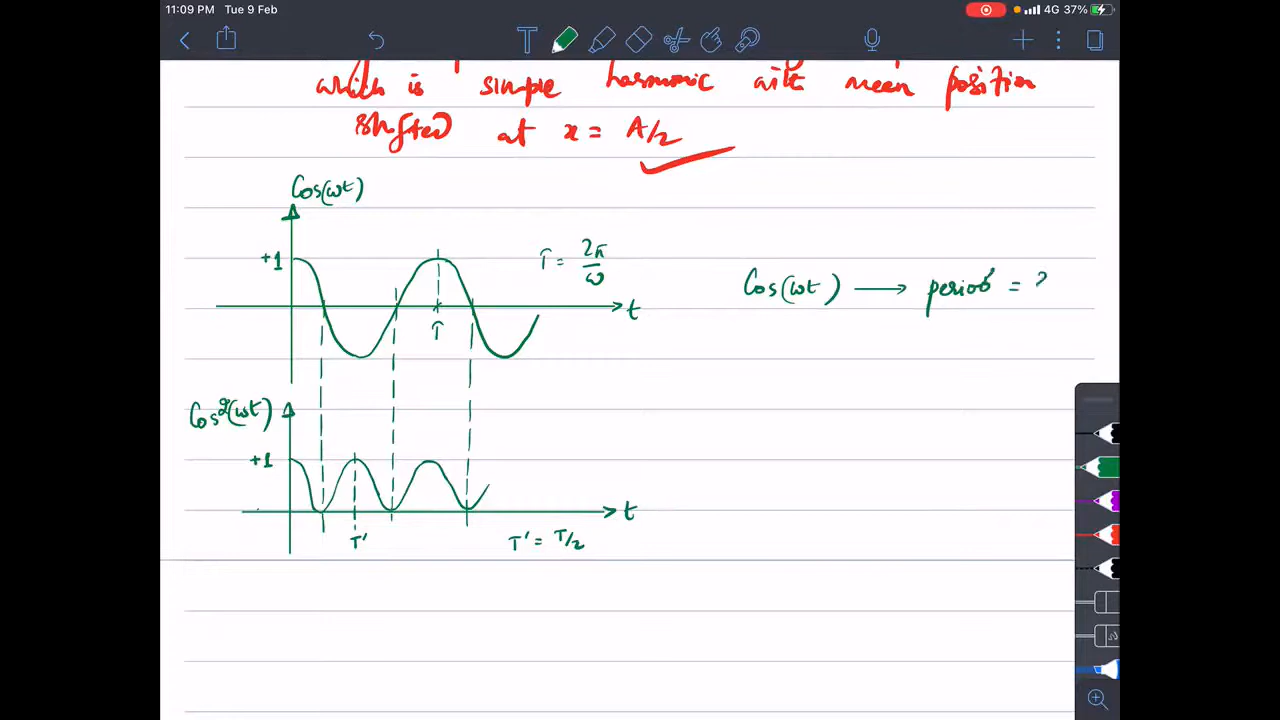 11:09 PM Tue 9 Feb
4G 37%
which is simple harmonic with mean position
shifted at x = A/2
Cos(ωt)
+1
T = 2π/ω
t
T
Cos(ωt) ⟶ period = ?
Cos²(ωt)
+1
t
T'
T' = T/2